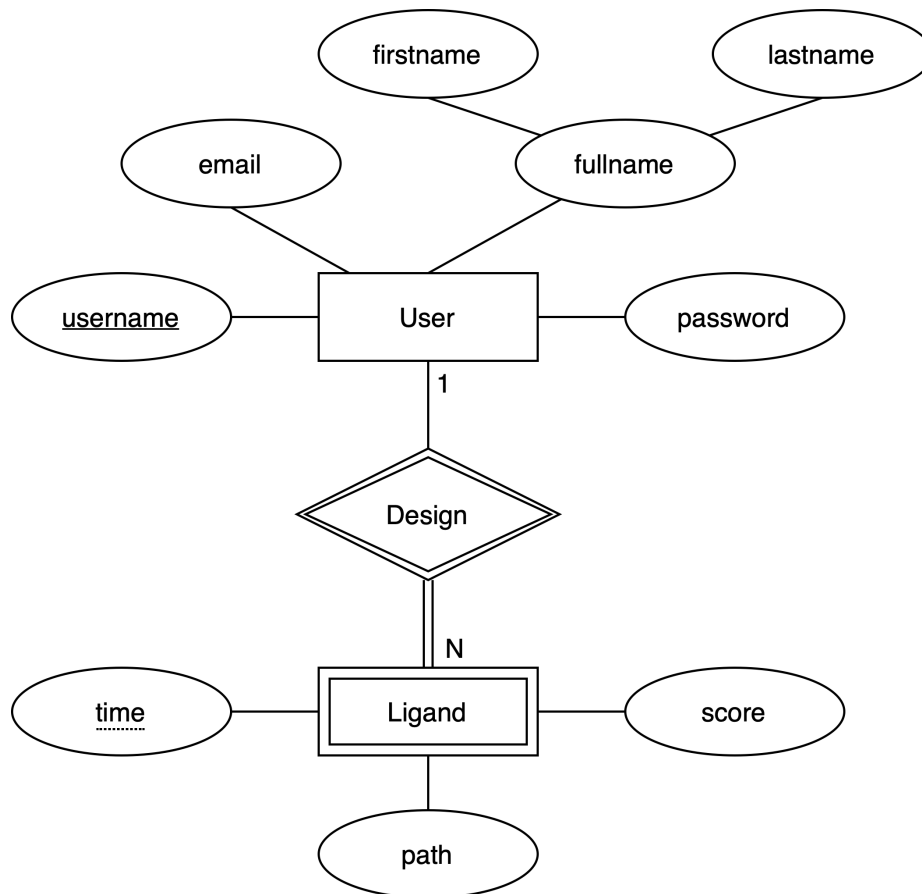 firstname
lastname
email
fullname
username
User
password
1
Design
N
time
Ligand
score
path